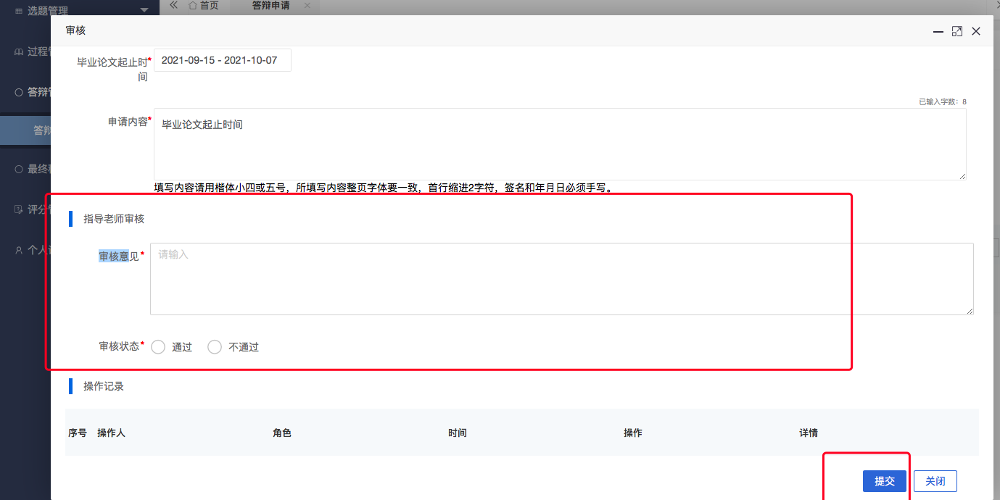 选题管理
首页
答辩申请
审核
过程
毕业论文起止时间*
2021-09-15 - 2021-10-07
答辩
已输入字数：8
申请内容*
毕业论文起止时间
答辩
最终
填写内容请用楷体小四或五号，所填写内容整页字体要一致，首行缩进2字符，签名和年月日必须手写。
评分
指导老师审核
个人
审核意见*
请输入
审核状态*
通过
不通过
操作记录
序号 操作人 角色 时间 操作 详情
提交
关闭